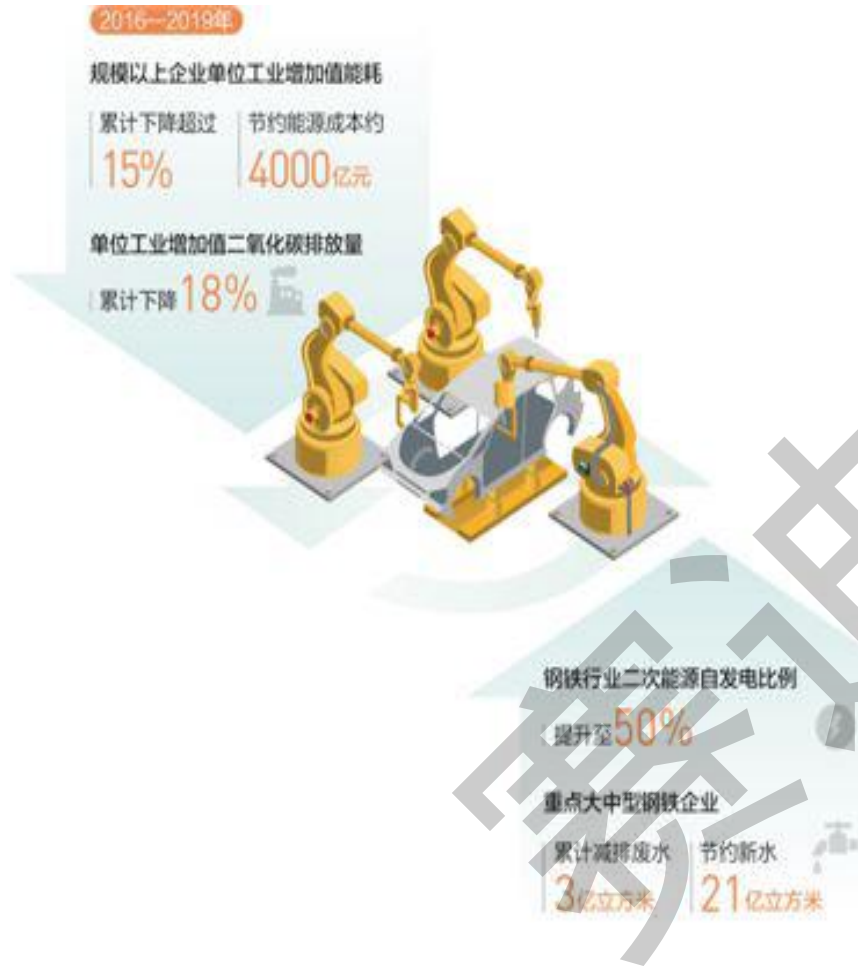 2016—2019年
规模以上企业单位工业增加值能耗
累计下降超过 节约能源成本约
15% 4000亿元
单位工业增加值二氧化碳排放量
累计下降18%
钢铁行业二次能源自发电比例
提升至50%
重点大中型钢铁企业
累计减排废水 节约新水
3亿立方米 21亿立方米